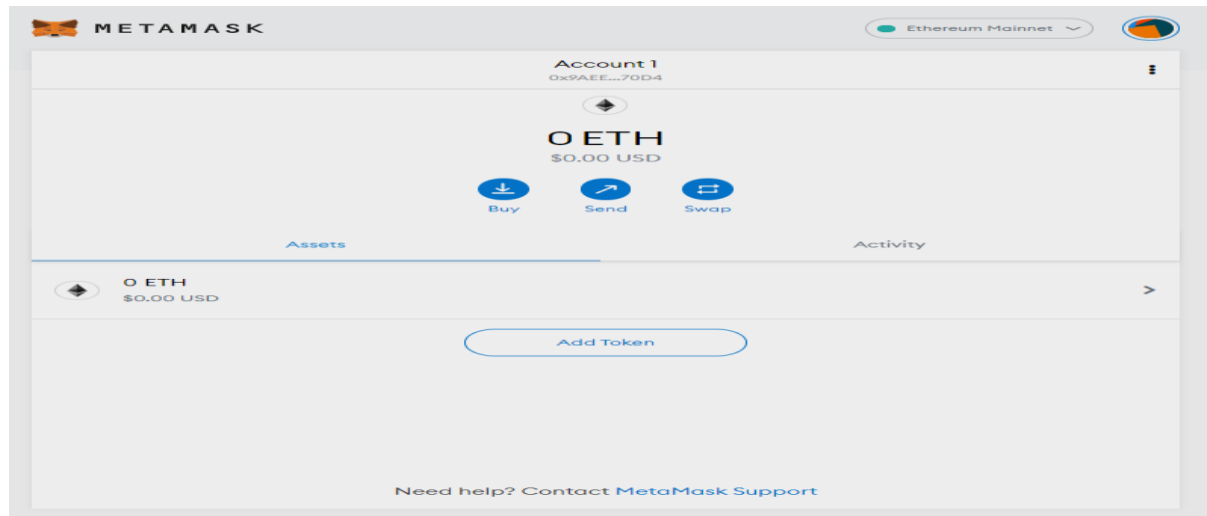 METAMASK
Ethereum Mainnet
Account 1
0x9AEE...70D4
0 ETH
$0.00 USD
Buy Send Swap
Assets Activity
0 ETH
$0.00 USD
Add Token
Need help? Contact MetaMask Support